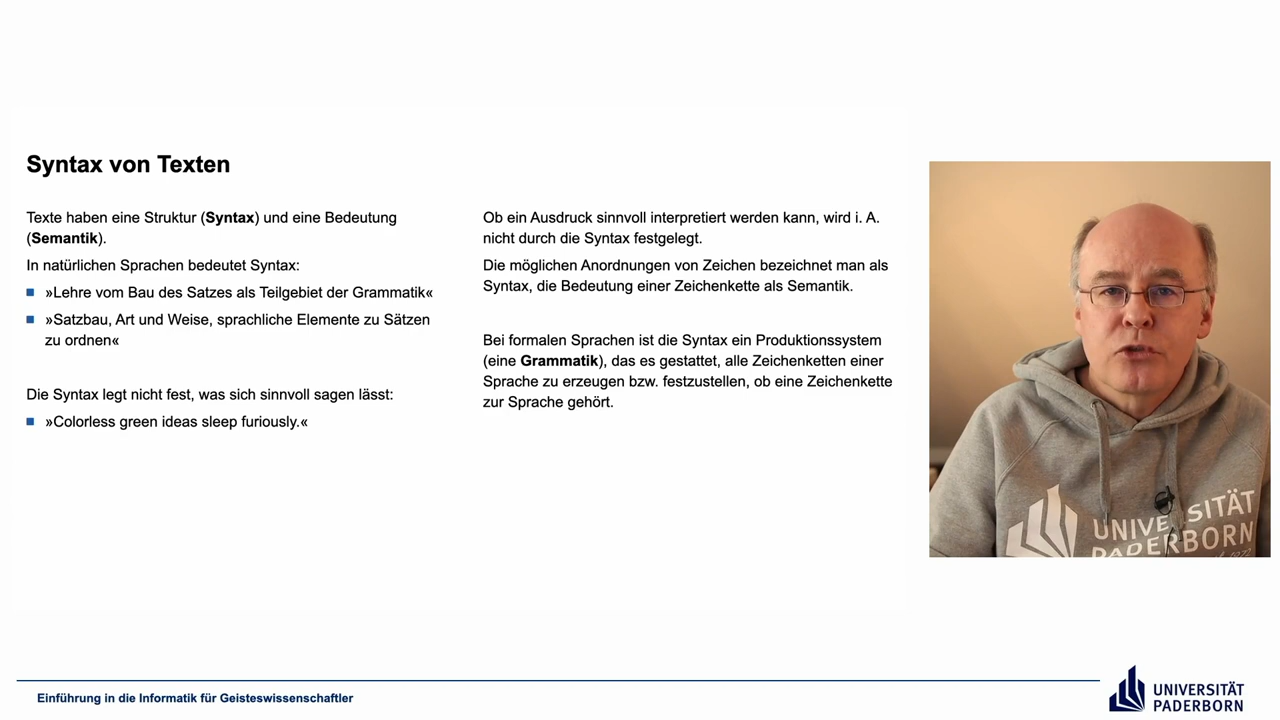 Syntax von Texten
Texte haben eine Struktur (Syntax) und eine Bedeutung
(Semantik).
In natürlichen Sprachen bedeutet Syntax:
»Lehre vom Bau des Satzes als Teilgebiet der Grammatik«
»Satzbau, Art und Weise, sprachliche Elemente zu Sätzen
zu ordnen«
Die Syntax legt nicht fest, was sich sinnvoll sagen lässt:
»Colorless green ideas sleep furiously.«
Ob ein Ausdruck sinnvoll interpretiert werden kann, wird i. A.
nicht durch die Syntax festgelegt.
Die möglichen Anordnungen von Zeichen bezeichnet man als
Syntax, die Bedeutung einer Zeichenkette als Semantik.
Bei formalen Sprachen ist die Syntax ein Produktionssystem
(eine Grammatik), das es gestattet, alle Zeichenketten einer
Sprache zu erzeugen bzw. festzustellen, ob eine Zeichenkette
zur Sprache gehört.
UNIVERSITÄT
PADERBORN
Einführung in die Informatik für Geisteswissenschaftler
UNIVERSITÄT
PADERBORN